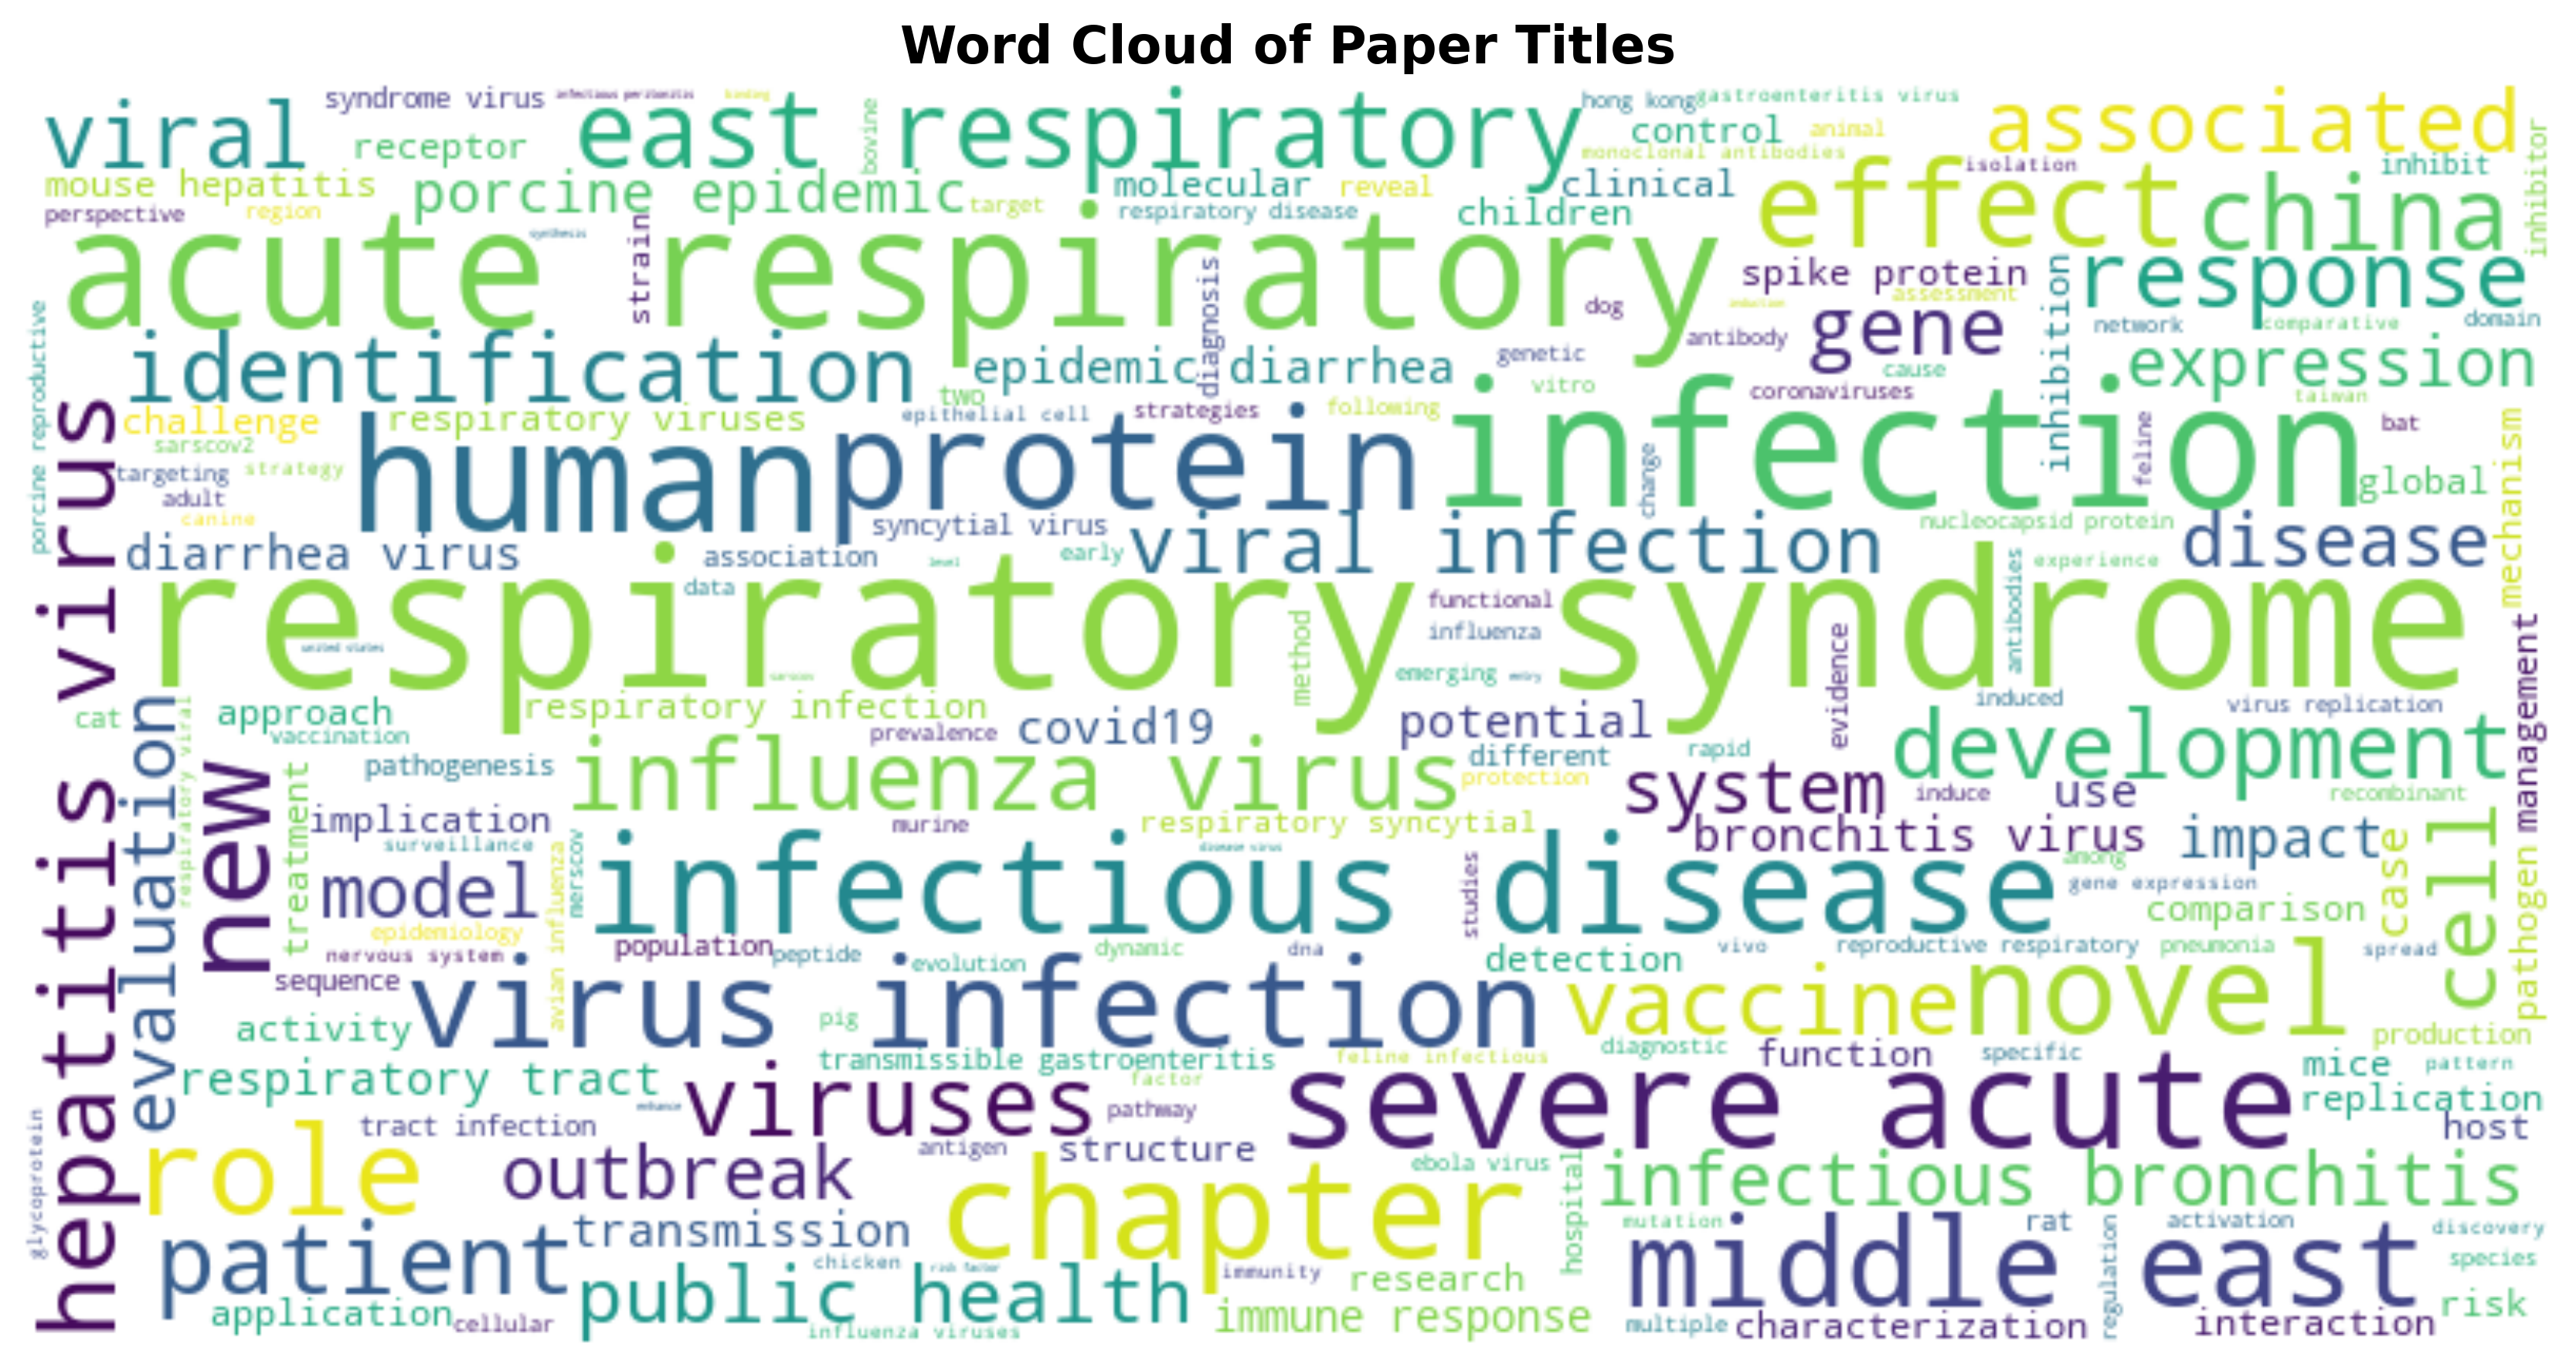 Word Cloud of Paper Titles
viral
syndrome virus
infectious peritonitis
binding
east respiratory
hong kong
gastroenteritis virus
associated
receptor
bovine
control
animal
monoclonal antibodies
isolation
inhibit
inhibitor
mouse hepatitis
porcine epidemic
target
molecular
reveal
clinical
effect
china
perspective
region
strain
respiratory disease
children
synthesis
acute respiratory
diagnosis
dog
spike protein
assessment
induction
inhibition
response
porcine reproductive
identification
epidemic diarrhea
genetic
antibody
gene
network
comparative
domain
two
vitro
cause
coronaviruses
expression
taiwan
hepatitis virus
challenge
respiratory viruses
epithelial cell
strategies
following
sarscov2
targeting
strategy
adult
canine
human
protein
infection
change
feline
bat
global
mechanism
syncytial virus
nucleocapsid protein
diarrhea virus
association
level
early
viral infection
antibodies
experience
disease
data
respiratory syndrome
functional
influenza
united states
sarscov
method
emerging
entry
evidence
induced
virus replication
management
cat
approach
respiratory infection
vaccination
prevalence
covid19
potential
evaluation
respiratory viral
new
treatment
pathogenesis
influenza virus
different
rapid
protection
development
system
induce
use
recombinant
implication
surveillance
murine
respiratory syncytial
bronchitis virus
impact
disease virus
among
case
cell
model
avian influenza
merscov
infectious disease
studies
gene expression
comparison
pathogen
epidemiology
nervous system
population
peptide
evolution
dynamic
dna
detection
vivo
reproductive respiratory
pneumonia
spread
sequence
virus infection
vaccine
novel
activity
pig
transmissible gastroenteritis
feline infectious
diagnostic
function
specific
production
respiratory tract
enhance
viruses
factor
pathway
severe acute
mice
pattern
replication
glycoprotein
tract infection
antigen
structure
ebola virus
host
role
outbreak
chapter
hospital
infectious bronchitis
patient
transmission
mutation
middle east
rat
regulation
activation
discovery
chicken
risk factor
immunity
research
species
application
cellular
public health
influenza viruses
immune response
multiple
characterization
interaction
risk